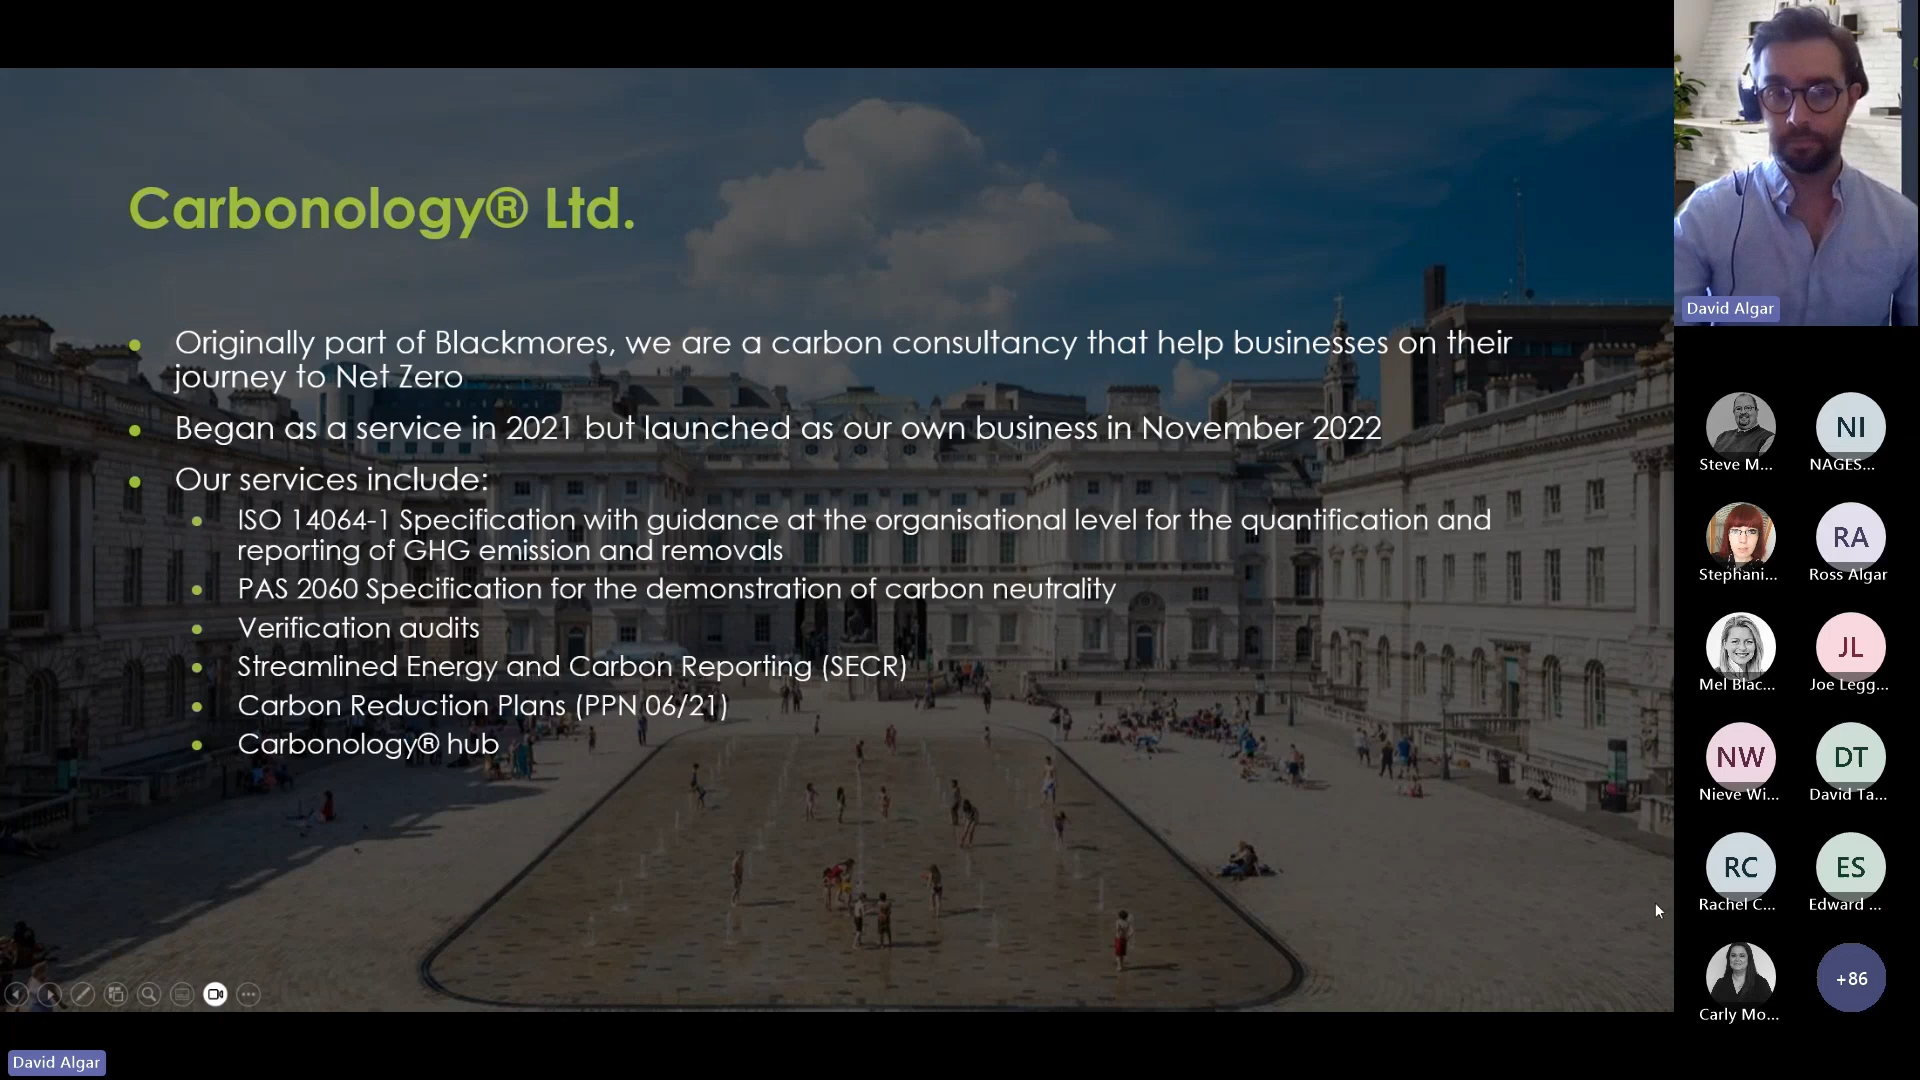 Carbonology® Ltd.
Originally part of Blackmores, we are a carbon consultancy that help businesses on their
journey to Net Zero
Began as a service in 2021 but launched as our own business in November 2022
Our services include:
ISO 14064-1 Specification with guidance at the organisational level for the quantification and
reporting of GHG emission and removals
PAS 2060 Specification for the demonstration of carbon neutrality
Verification audits
Streamlined Energy and Carbon Reporting (SECR)
Carbon Reduction Plans (PPN 06/21)
Carbonology® hub
David Algar
David Algar
Steve M...
NI
NAGES...
Stephani...
RA
Ross Algar
Mel Blac...
JL
Joe Legg...
NW
Nieve Wi...
DT
David Ta...
RC
Rachel C...
ES
Edward ...
Carly Mo...
+86